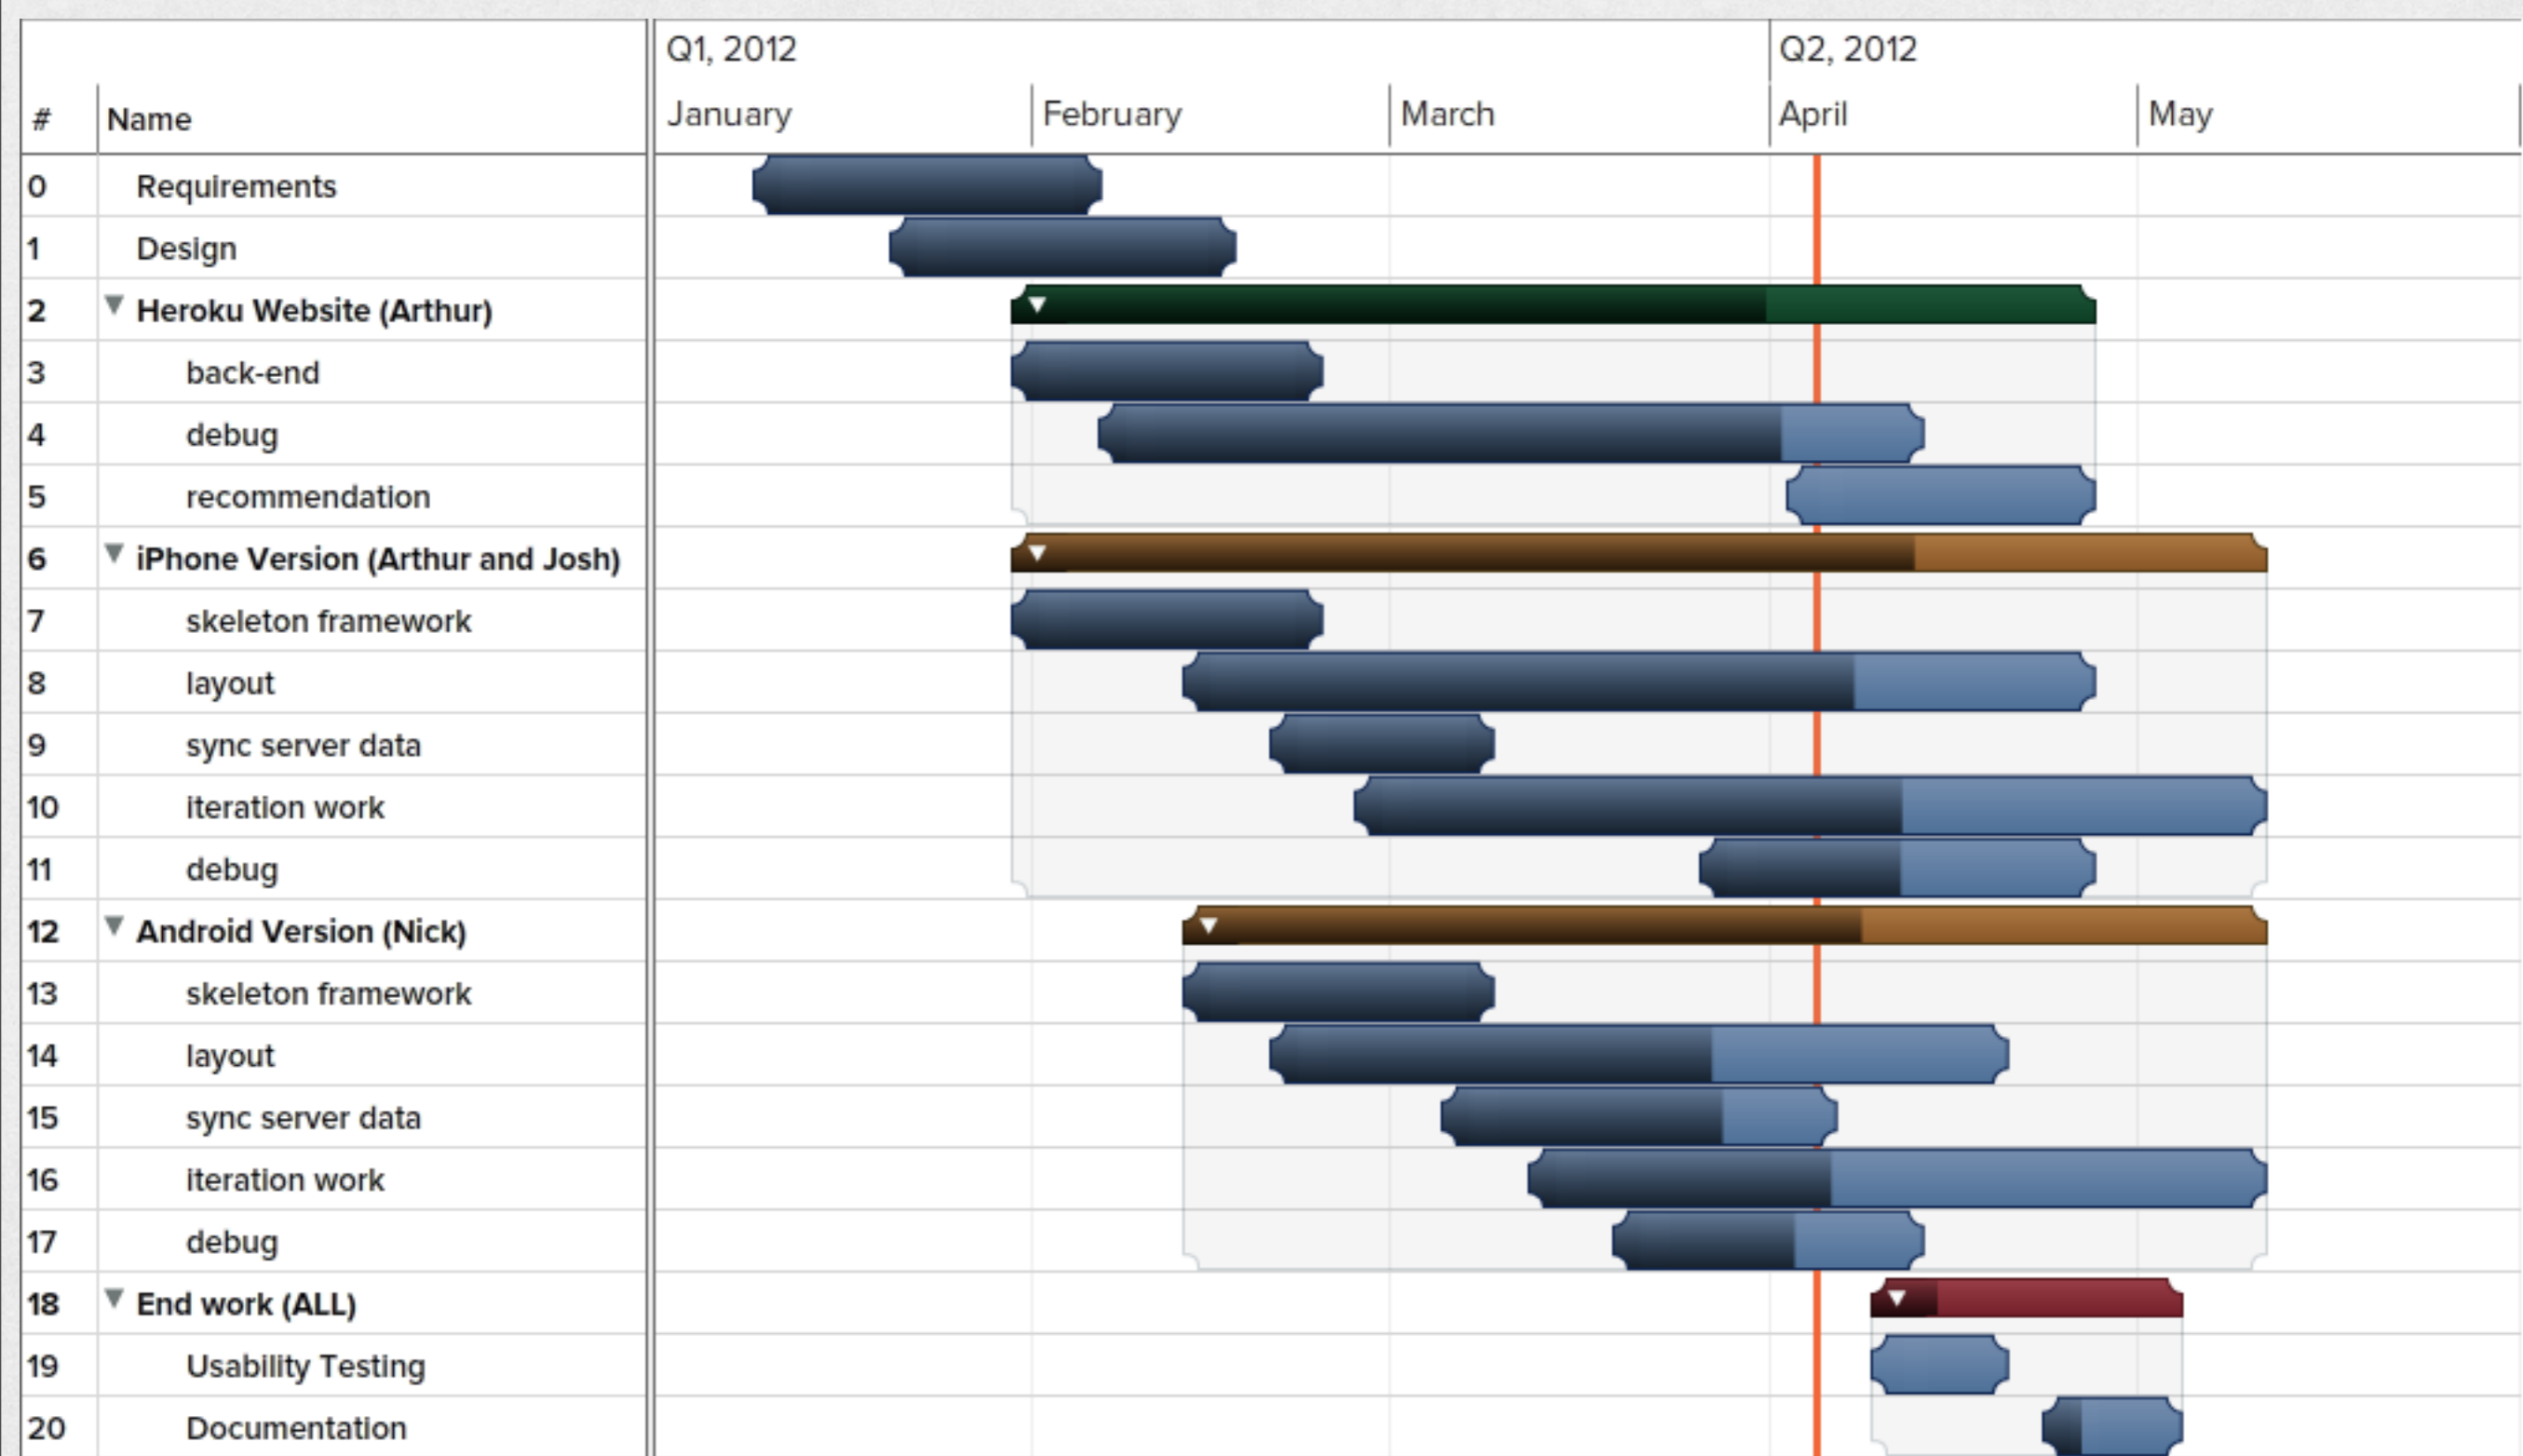 Q1, 2012 Q2, 2012
# Name January February March April May
0 Requirements
1 Design
2 Heroku Website (Arthur)
3 back-end
4 debug
5 recommendation
6 iPhone Version (Arthur and Josh)
7 skeleton framework
8 layout
9 sync server data
10 iteration work
11 debug
12 Android Version (Nick)
13 skeleton framework
14 layout
15 sync server data
16 iteration work
17 debug
18 End work (ALL)
19 Usability Testing
20 Documentation